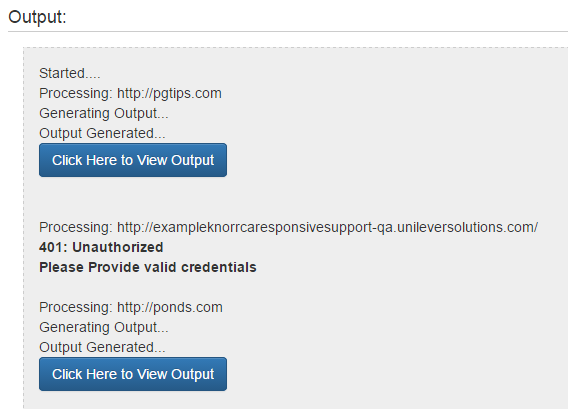 Output:
Started....
Processing: http://pgtips.com
Generating Output...
Output Generated...
Click Here to View Output
Processing: http://exampleknorrcaresponsivesupport-qa.unileversolutions.com/
401: Unauthorized
Please Provide valid credentials
Processing: http://ponds.com
Generating Output...
Output Generated...
Click Here to View Output